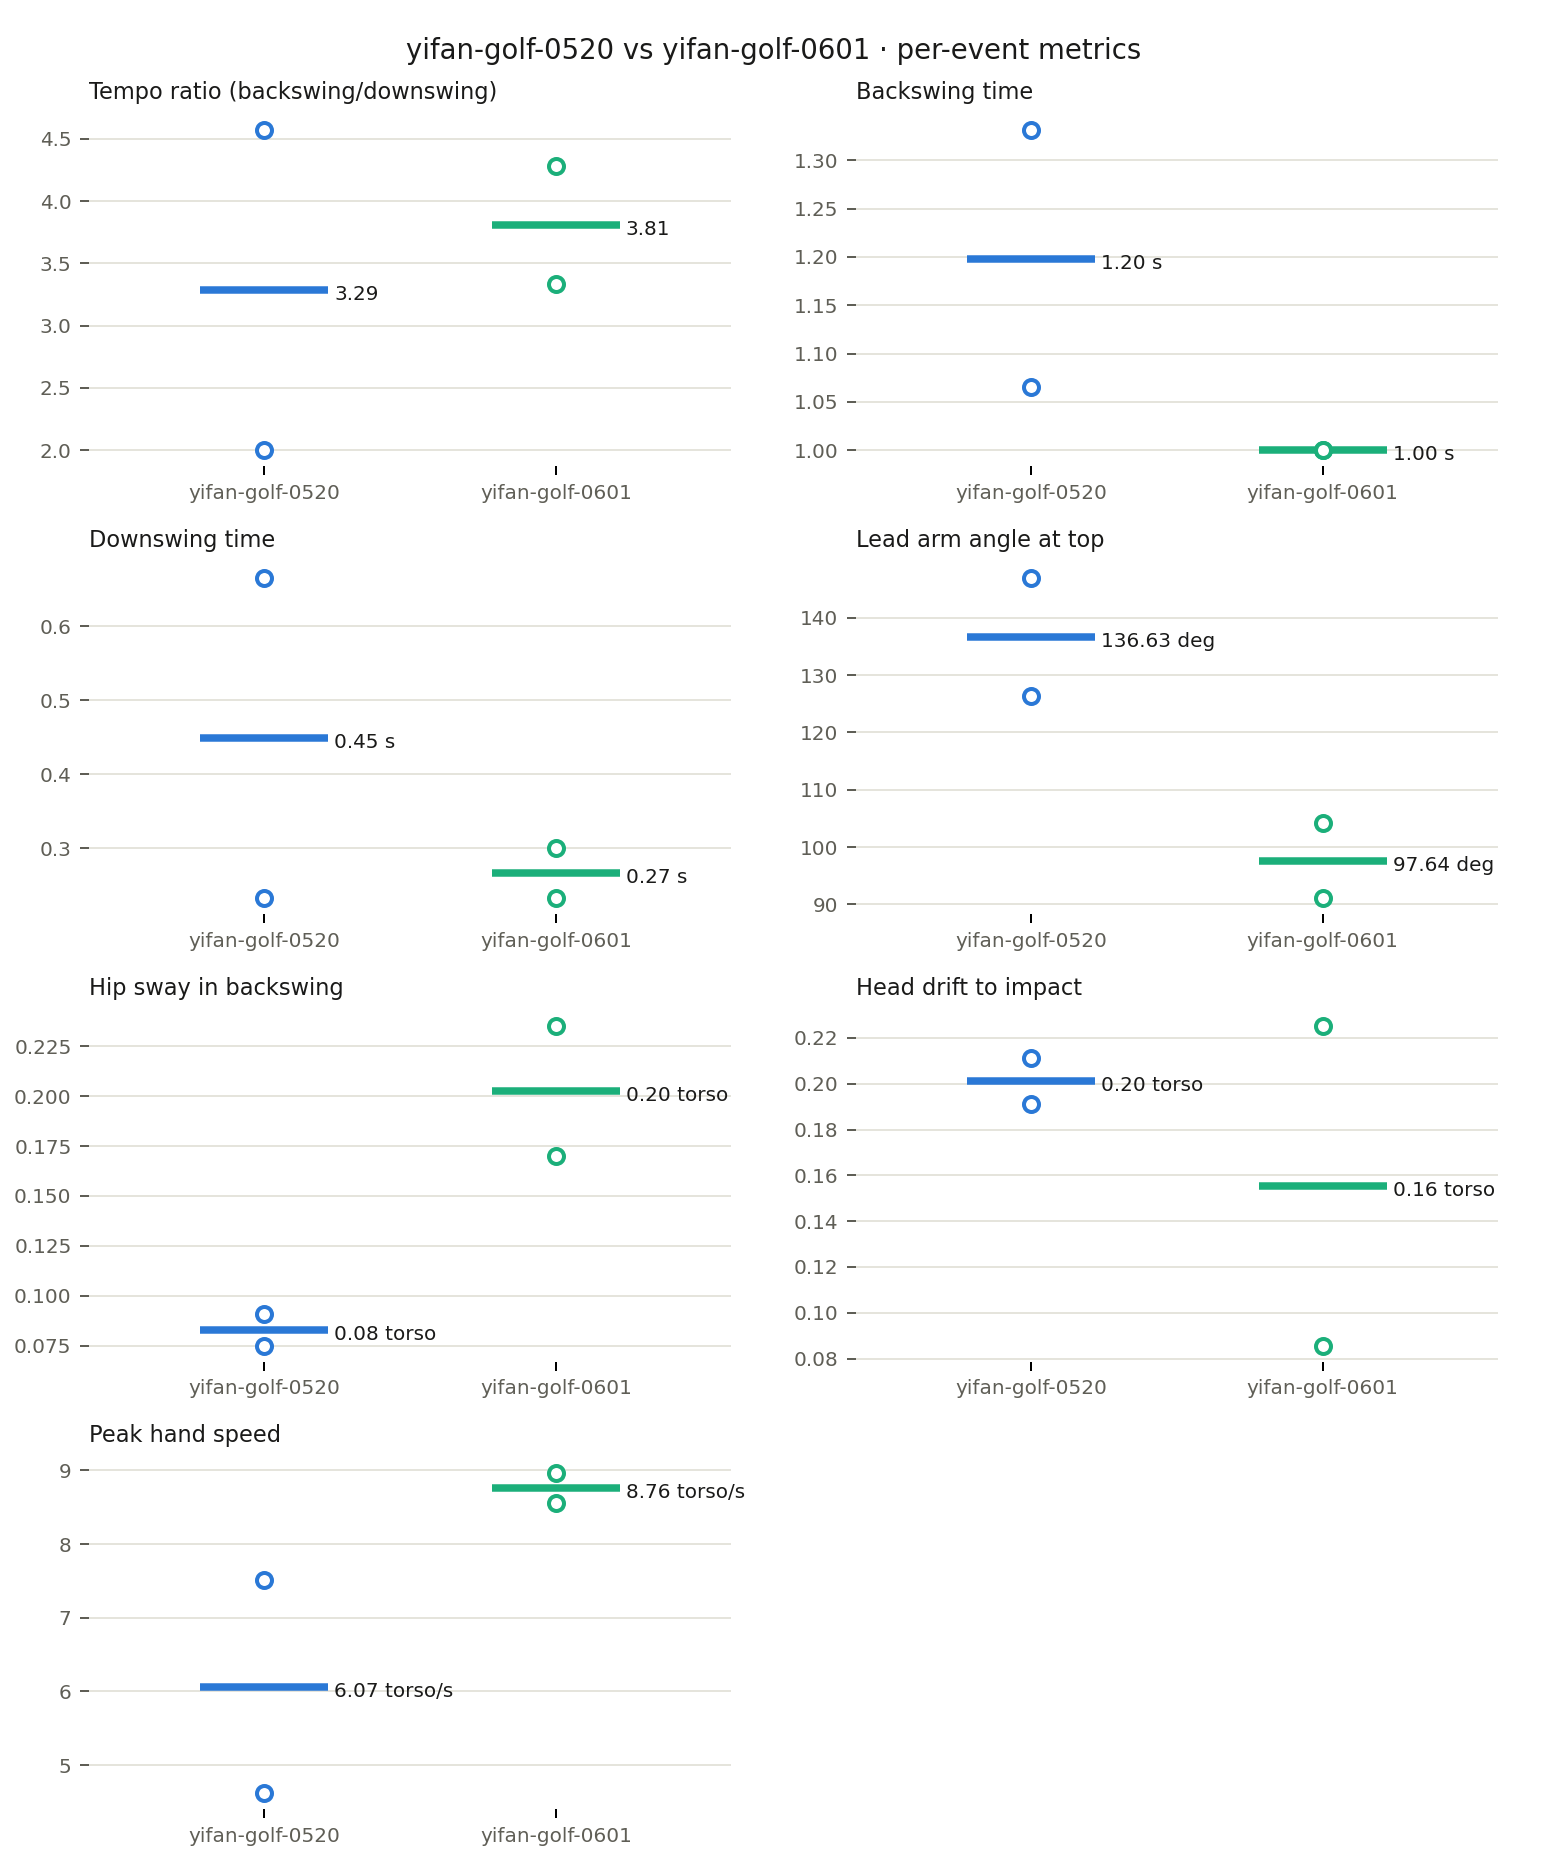 yifan-golf-0520 vs yifan-golf-0601 · per-event metrics
Tempo ratio (backswing/downswing)
4.5
4.0
3.5
3.0
2.5
2.0
3.29
3.81
yifan-golf-0520
yifan-golf-0601
Backswing time
1.30
1.25
1.20
1.15
1.10
1.05
1.00
1.20 s
1.00 s
yifan-golf-0520
yifan-golf-0601
Downswing time
0.6
0.5
0.4
0.3
0.45 s
0.27 s
yifan-golf-0520
yifan-golf-0601
Lead arm angle at top
140
130
120
110
100
90
136.63 deg
97.64 deg
yifan-golf-0520
yifan-golf-0601
Hip sway in backswing
0.225
0.200
0.175
0.150
0.125
0.100
0.075
0.20 torso
0.08 torso
yifan-golf-0520
yifan-golf-0601
Head drift to impact
0.22
0.20
0.18
0.16
0.14
0.12
0.10
0.08
0.20 torso
0.16 torso
yifan-golf-0520
yifan-golf-0601
Peak hand speed
9
8
7
6
5
8.76 torso/s
6.07 torso/s
yifan-golf-0520
yifan-golf-0601